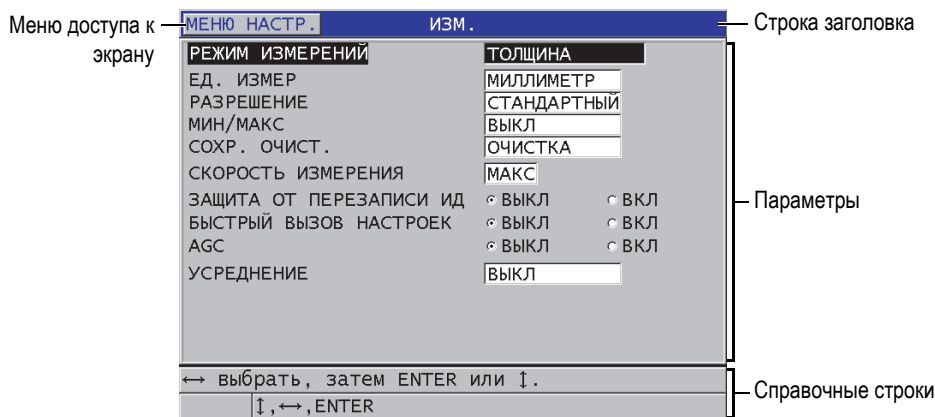 Меню доступа к экрану
МЕНЮ НАСТР. ИЗМ.
Строка заголовка
РЕЖИМ ИЗМЕРЕНИЙ ТОЛЩИНА
ЕД. ИЗМЕР МИЛЛИМЕТР
РАЗРЕШЕНИЕ СТАНДАРТНЫЙ
МИН/МАКС ВЫКЛ
СОХР. ОЧИСТ. ОЧИСТКА
СКОРОСТЬ ИЗМЕРЕНИЯ МАКС
ЗАЩИТА ОТ ПЕРЕЗАПИСИ ИД ВЫКЛ ВКЛ
БЫСТРЫЙ ВЫЗОВ НАСТРОЕК ВЫКЛ ВКЛ
AGC ВЫКЛ ВКЛ
УСРЕДНЕНИЕ ВЫКЛ
Параметры
↔ выбрать, затем ENTER или ↕.
↕,↔,ENTER
Справочные строки